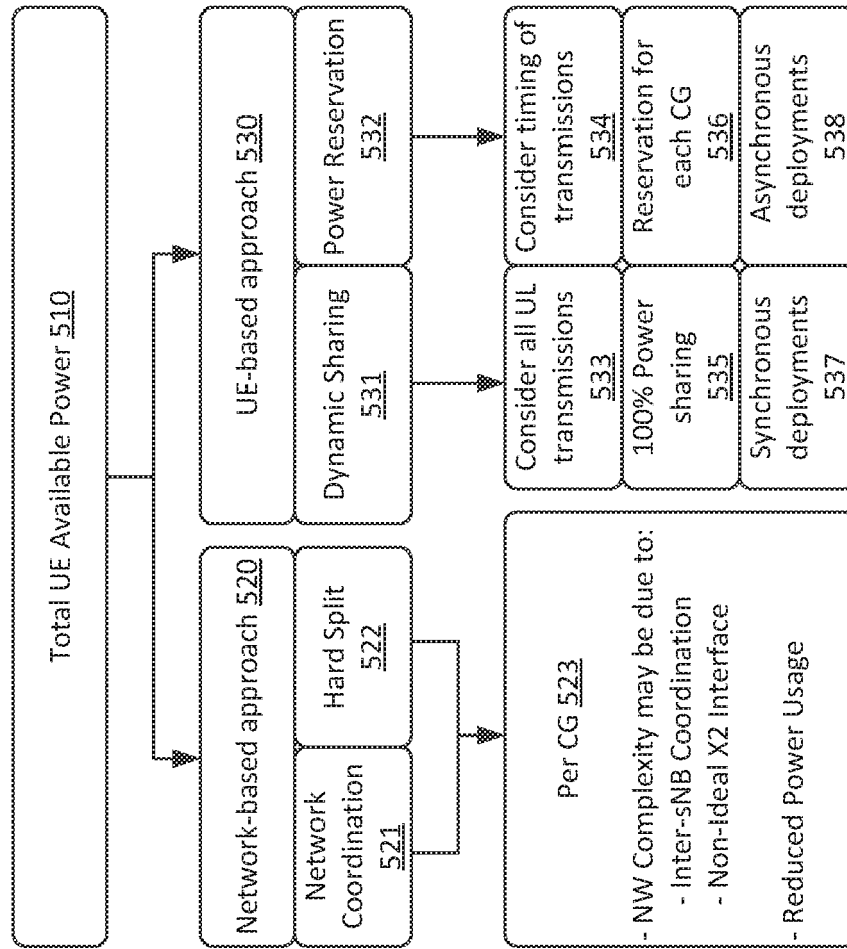 Total UE Available Power 510
Network-based approach 520
Network
Coordination
521
Hard Split
522
UE-based approach 530
Dynamic Sharing
531
Power Reservation
532
Per CG 523
- NW Complexity may be due to:
- Inter-sNB Coordination
- Non-Ideal X2 Interface
- Reduced Power Usage
Consider all UL
transmissions
533
100% Power
sharing
535
Synchronous
deployments
537
Consider timing of
transmissions
534
Reservation for
each CG
536
Asynchronous
deployments
538